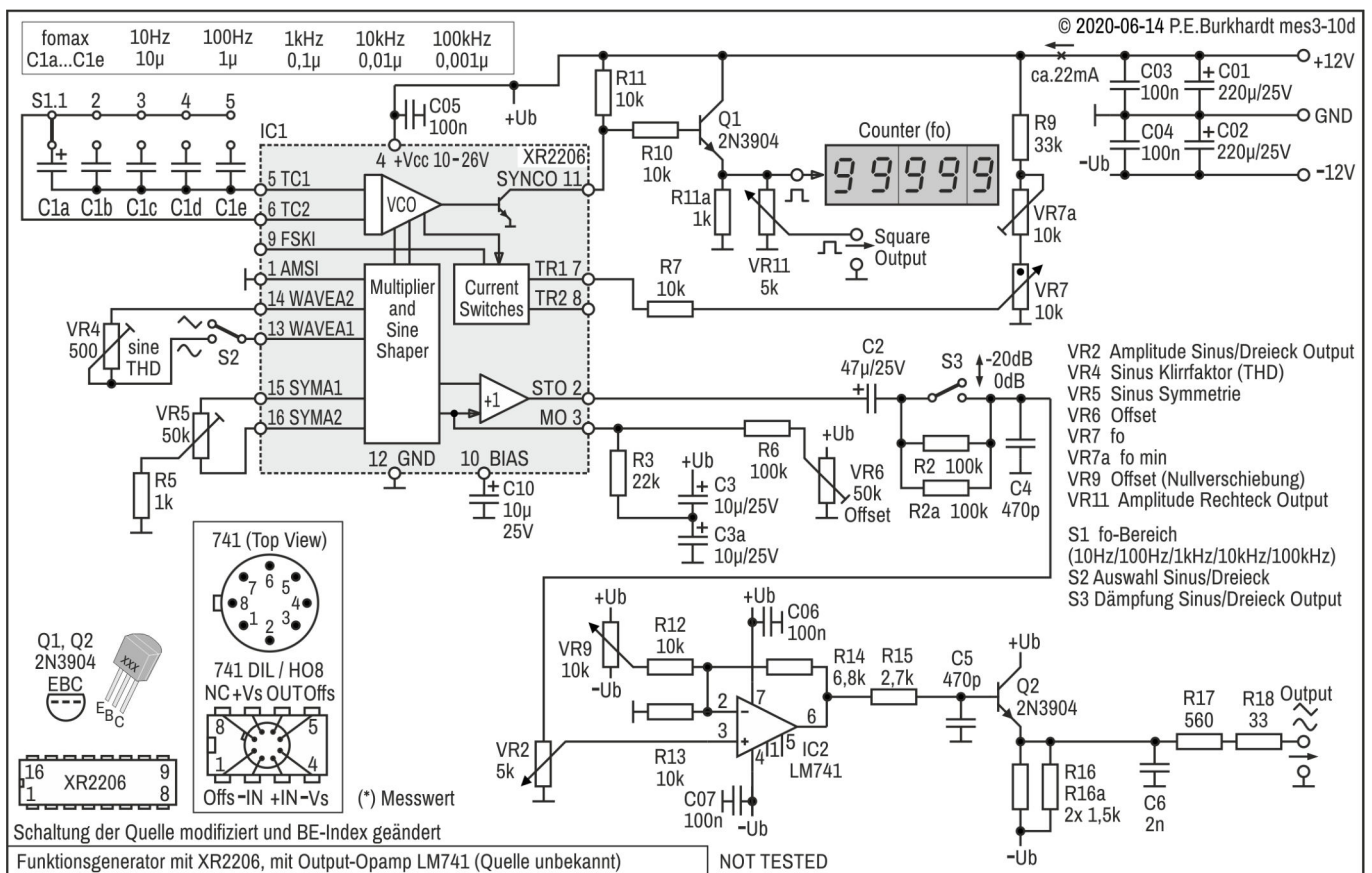 © 2020-06-14 P.E.Burkhardt mes3-10d
fomax 10Hz 100Hz 1kHz 10kHz 100kHz
C1a...C1e 10µ 1µ 0,1µ 0,01µ 0,001µ
S1.1 2 3 4 5
+
C1a C1b C1c C1d C1e
IC1
C05
100n
+Ub
4 +Vcc 10-26V
XR2206
SYNCO 11
5 TC1
6 TC2
VCO
9 FSKI
1 AMSI
14 WAVEA2
13 WAVEA1
15 SYMA1
16 SYMA2
Multiplier
and
Sine
Shaper
Current
Switches
TR1 7
TR2 8
+1
STO 2
MO 3
12 GND
10 BIAS
+ C10
10µ
25V
VR4
500
sine
THD
S2
VR5
50k
R5
1k
R11
10k
R10
10k
Q1
2N3904
R11a
1k
VR11
5k
Counter (fo)
99999
Square
Output
R7
10k
ca.22mA
R9
33k
VR7a
10k
VR7
10k
C03
100n
+ C01
220µ/25V
C04
100n
+ C02
220µ/25V
-Ub
+12V
GND
-12V
C2
47µ/25V
+
S3
-20dB
0dB
R2 100k
R2a 100k
C4
470p
R3
22k
+Ub
+ C3
10µ/25V
+ C3a
10µ/25V
R6
100k
+Ub
VR6
50k
Offset
VR2 Amplitude Sinus/Dreieck Output
VR4 Sinus Klirrfaktor (THD)
VR5 Sinus Symmetrie
VR6 Offset
VR7 fo
VR7a fo min
VR9 Offset (Nullverschiebung)
VR11 Amplitude Rechteck Output
S1 fo-Bereich
(10Hz/100Hz/1kHz/10kHz/100kHz)
S2 Auswahl Sinus/Dreieck
S3 Dämpfung Sinus/Dreieck Output
741 (Top View)
7 6 5
8 4
1 2 3
741 DIL / HO8
NC +Vs OUT Offs
8 5
1 4
Offs -IN +IN -Vs
Q1, Q2
2N3904
EBC
XXX
E B C
16 9
XR2206
1 8
(*) Messwert
+Ub
VR9
10k
-Ub
R12
10k
+Ub
C06
100n
R14
6,8k
R15
2,7k
C5
470p
+Ub
Q2
2N3904
R17
560
R18
33
Output
VR2
5k
R13
10k
2 -
3 +
7
6
4 1 5
IC2
LM741
C07
100n
-Ub
R16
R16a
2x 1,5k
C6
2n
-Ub
Schaltung der Quelle modifiziert und BE-Index geändert
Funktionsgenerator mit XR2206, mit Output-Opamp LM741 (Quelle unbekannt)
NOT TESTED